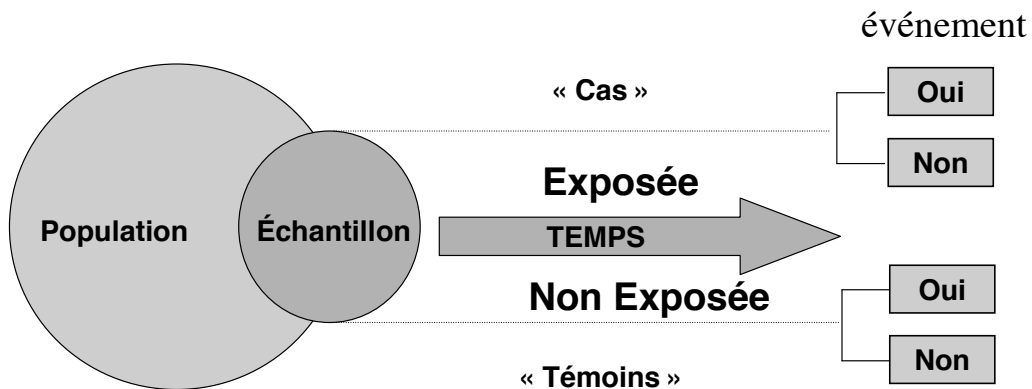 événement
« Cas »
Oui
Non
Exposée
Population
Échantillon
TEMPS
Non Exposée
Oui
Non
« Témoins »